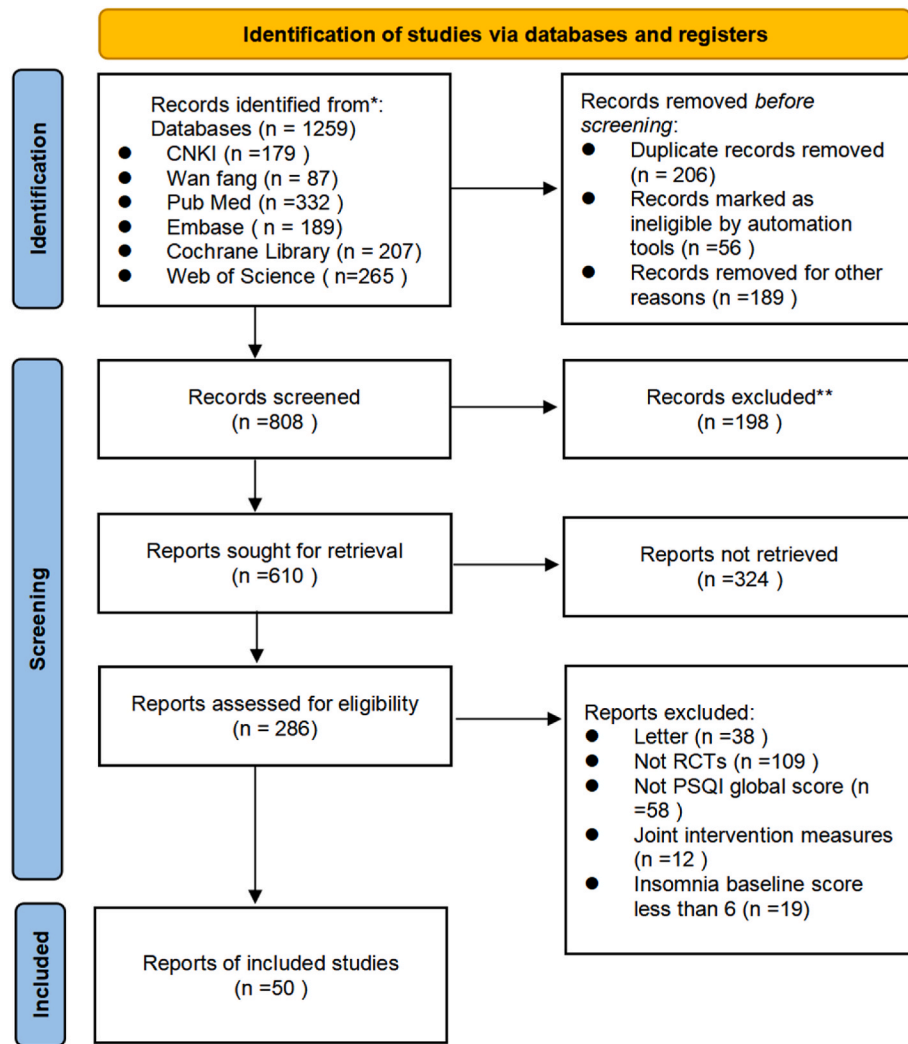 Identification of studies via databases and registers
Identification
Records identified from*:
Databases (n = 1259)
● CNKI (n =179 )
● Wan fang (n = 87)
● Pub Med (n =332 )
● Embase ( n = 189)
● Cochrane Library (n = 207)
● Web of Science ( n=265 )
Records removed before
screening:
● Duplicate records removed
(n = 206)
● Records marked as
ineligible by automation
tools (n =56 )
● Records removed for other
reasons (n =189 )
Screening
Records screened
(n =808 )
Records excluded**
(n =198 )
Reports sought for retrieval
(n =610 )
Reports not retrieved
(n =324 )
Reports assessed for eligibility
(n = 286)
Reports excluded:
● Letter (n =38 )
● Not RCTs (n =109 )
● Not PSQI global score (n
=58 )
● Joint intervention measures
(n =12 )
● Insomnia baseline score
less than 6 (n =19)
Included
Reports of included studies
(n =50 )